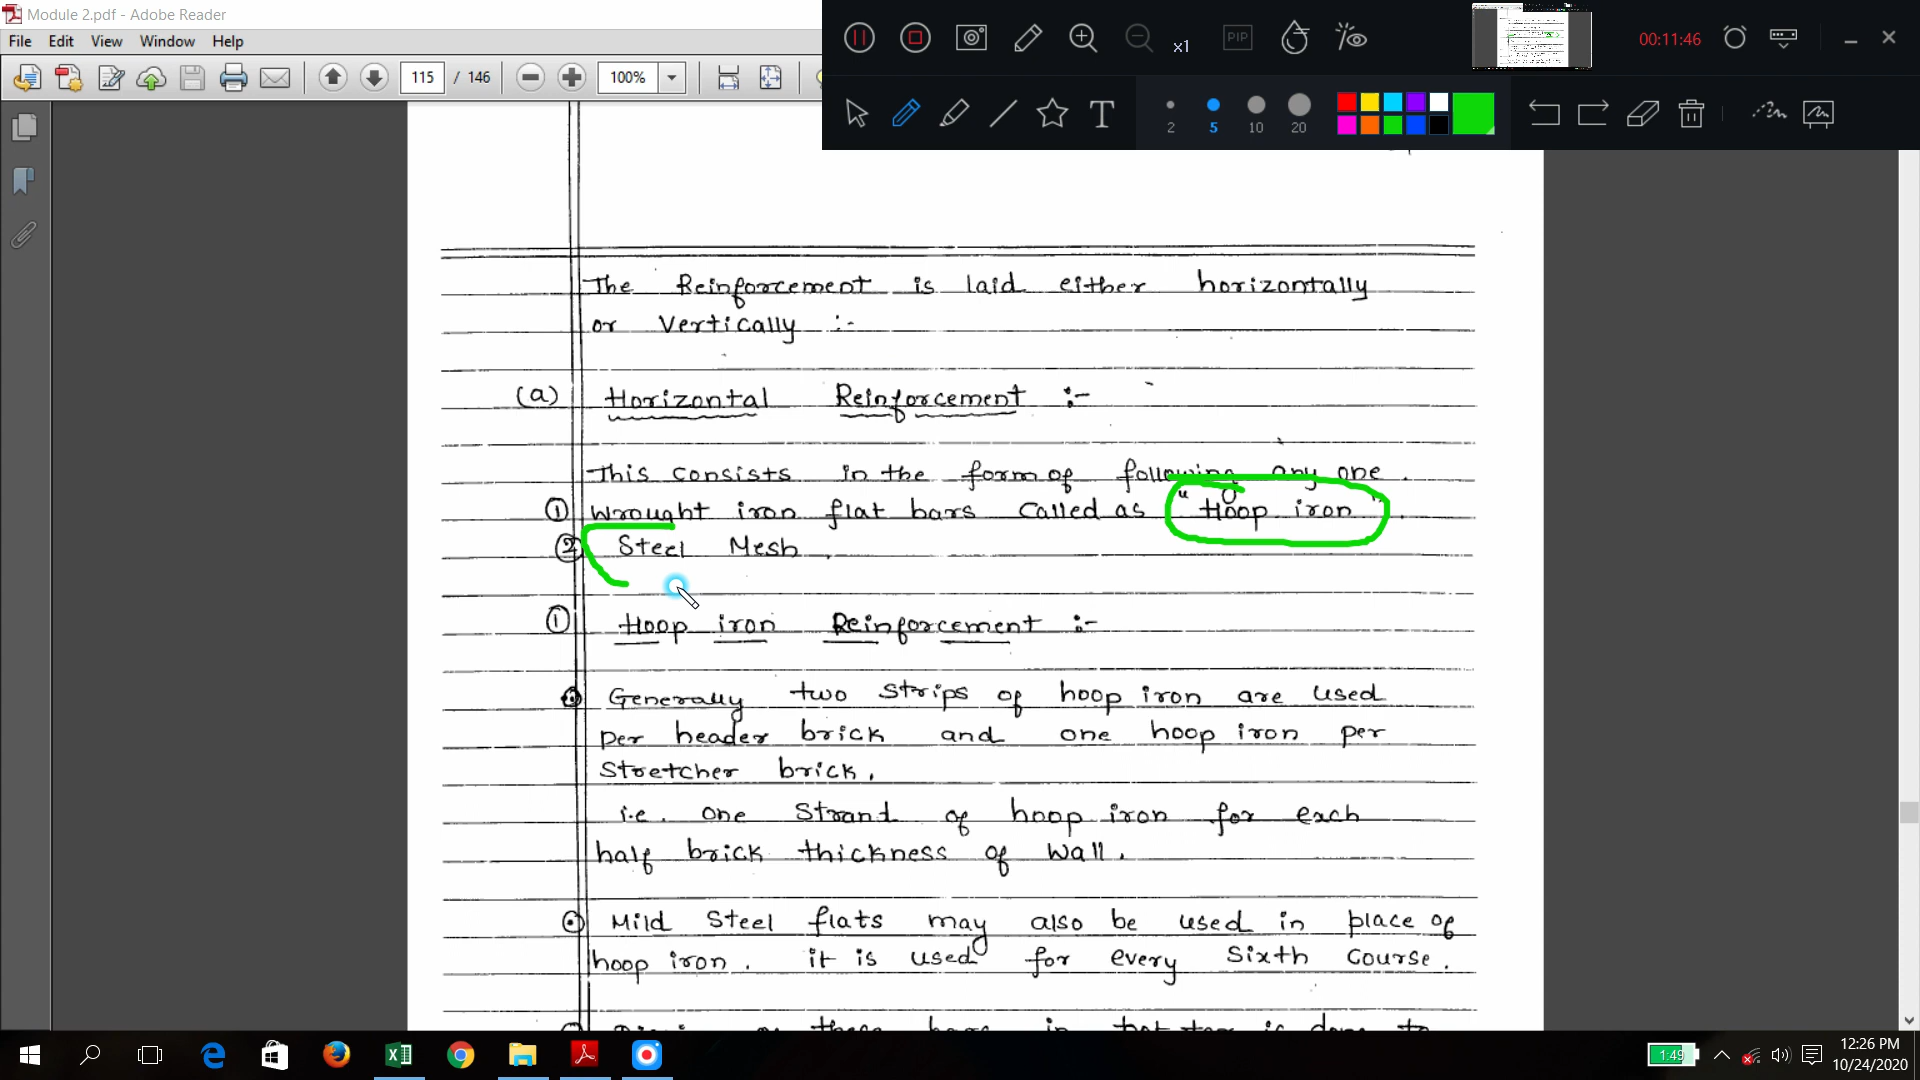 Module 2.pdf - Adobe Reader
File Edit View Window Help
115 / 146 100%
x1 PIP 00:11:46
2 5 10 20
The Reinforcement is laid either horizontally
or Vertically :-
(a) Horizontal Reinforcement :-
This consists in the form of following any one.
① Wrought iron flat bars Called as "Hoop iron".
② Steel Mesh.
① Hoop iron Reinforcement :-
Generally two strips of hoop iron are used
per header brick and one hoop iron per
Stretcher brick.
i.e. one Strand of hoop iron for each
half brick thickness of wall.
Mild Steel flats may also be used in place of
hoop iron. it is used for every Sixth Course.
1:49
12:26 PM
10/24/2020